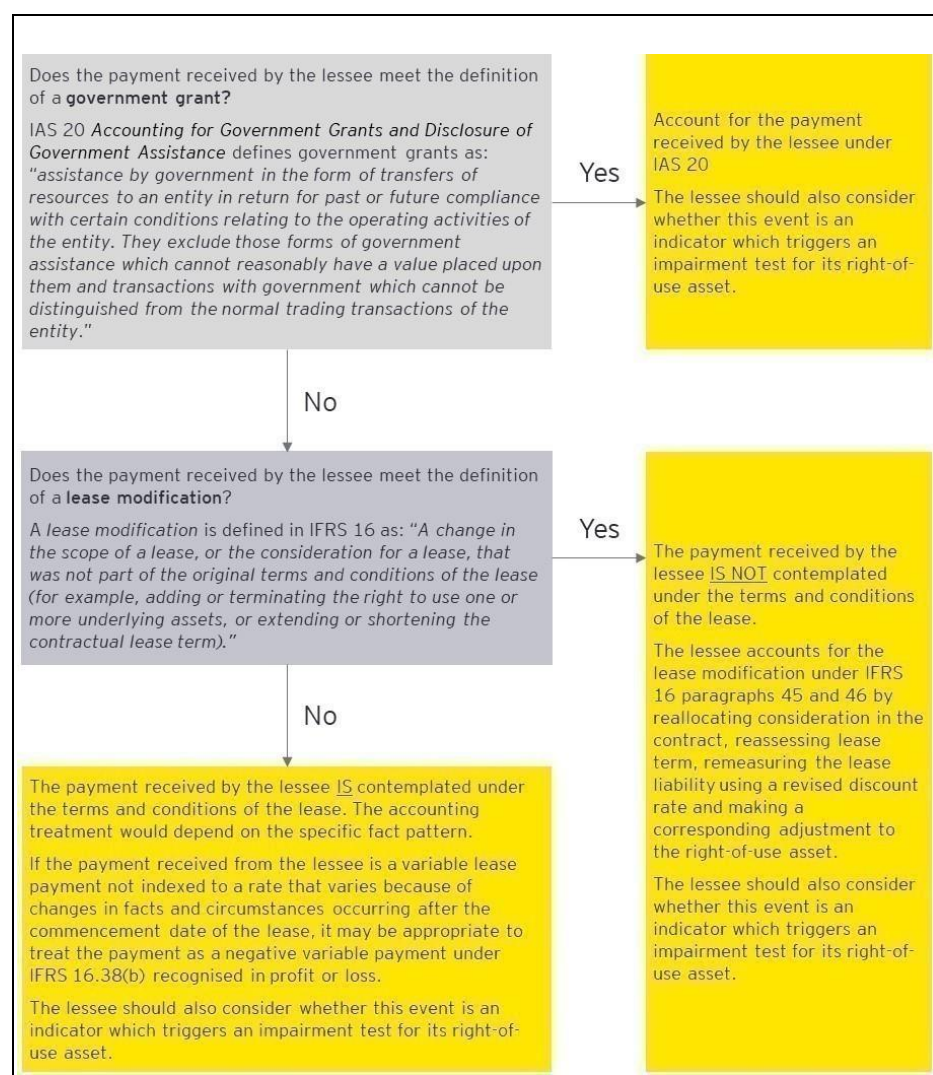 Does the payment received by the lessee meet the definition
of a government grant?
IAS 20 Accounting for Government Grants and Disclosure of
Government Assistance defines government grants as:
“assistance by government in the form of transfers of
resources to an entity in return for past or future compliance
with certain conditions relating to the operating activities of
the entity. They exclude those forms of government
assistance which cannot reasonably have a value placed upon
them and transactions with government which cannot be
distinguished from the normal trading transactions of the
entity.”
Yes
Account for the payment
received by the lessee under
IAS 20
The lessee should also consider
whether this event is an
indicator which triggers an
impairment test for its right-of-
use asset.
No
Does the payment received by the lessee meet the definition
of a lease modification?
A lease modification is defined in IFRS 16 as: “A change in
the scope of a lease, or the consideration for a lease, that
was not part of the original terms and conditions of the lease
(for example, adding or terminating the right to use one or
more underlying assets, or extending or shortening the
contractual lease term).”
Yes
The payment received by the
lessee IS NOT contemplated
under the terms and conditions
of the lease.
The lessee accounts for the
lease modification under IFRS
16 paragraphs 45 and 46 by
reallocating consideration in the
contract, reassessing lease
term, remeasuring the lease
liability using a revised discount
rate and making a
corresponding adjustment to
the right-of-use asset.
The lessee should also consider
whether this event is an
indicator which triggers an
impairment test for its right-of-
use asset.
No
The payment received by the lessee IS contemplated under
the terms and conditions of the lease. The accounting
treatment would depend on the specific fact pattern.
If the payment received from the lessee is a variable lease
payment not indexed to a rate that varies because of
changes in facts and circumstances occurring after the
commencement date of the lease, it may be appropriate to
treat the payment as a negative variable payment under
IFRS 16.38(b) recognised in profit or loss.
The lessee should also consider whether this event is an
indicator which triggers an impairment test for its right-of-
use asset.